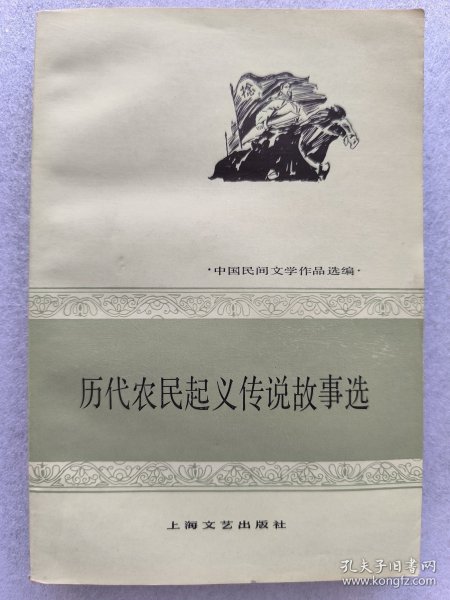 捻
·中国民间文学作品选编·
历代农民起义传说故事选
上海文艺出版社
孔夫子旧书网
www.kongfz.com